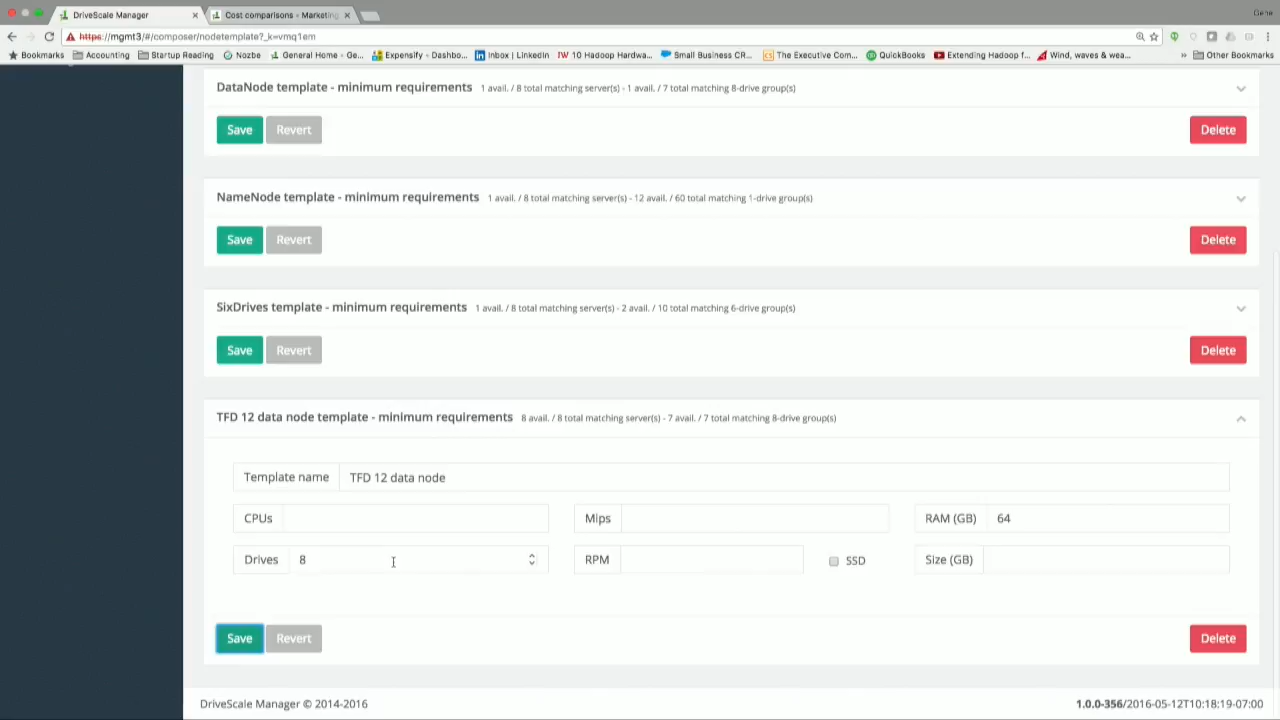 DriveScale Manager
Cost comparisons - Marketing
Gene
https://mgmt3/#/composer/nodetemplate?_k=vmq1em
Bookmarks Accounting Startup Reading Nozbe General Home - Ge... Expensify - Dashbo... Inbox | LinkedIn 10 Hadoop Hardwa... Small Business CR... The Executive Com... QuickBooks Extending Hadoop f... Wind, waves & wea... » Other Bookmarks
DataNode template - minimum requirements 1 avail. / 8 total matching server(s) - 1 avail. / 7 total matching 8-drive group(s)
Save Revert Delete
NameNode template - minimum requirements 1 avail. / 8 total matching server(s) - 12 avail. / 60 total matching 1-drive group(s)
Save Revert Delete
SixDrives template - minimum requirements 1 avail. / 8 total matching server(s) - 2 avail. / 10 total matching 6-drive group(s)
Save Revert Delete
TFD 12 data node template - minimum requirements 8 avail. / 8 total matching server(s) - 7 avail. / 7 total matching 8-drive group(s)
Template name TFD 12 data node
CPUs Mips RAM (GB) 64
Drives 8 RPM SSD Size (GB)
Save Revert Delete
DriveScale Manager © 2014-2016 1.0.0-356/2016-05-12T10:18:19-07:00